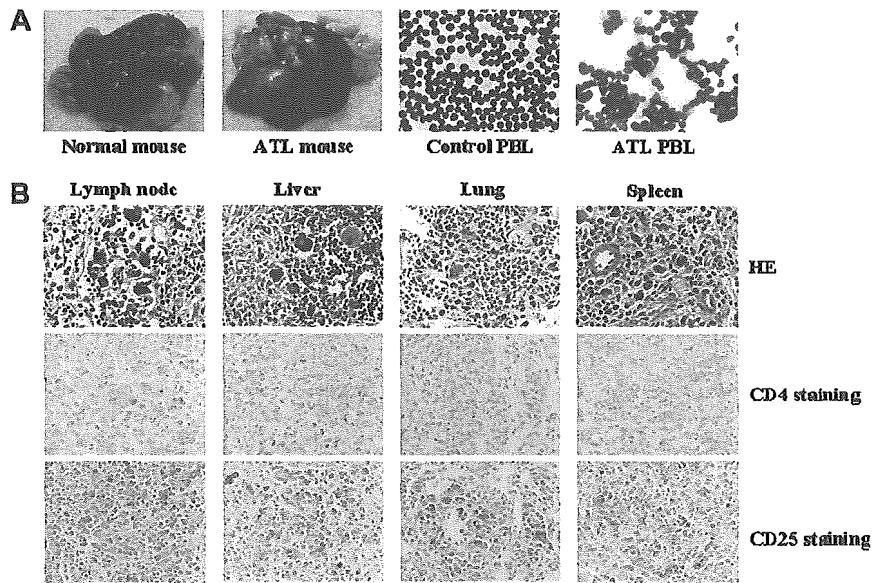 A
Normal mouse
ATL mouse
Control PBL
ATL PBL
B
Lymph node
Liver
Lung
Spleen
HE
CD4 staining
CD25 staining